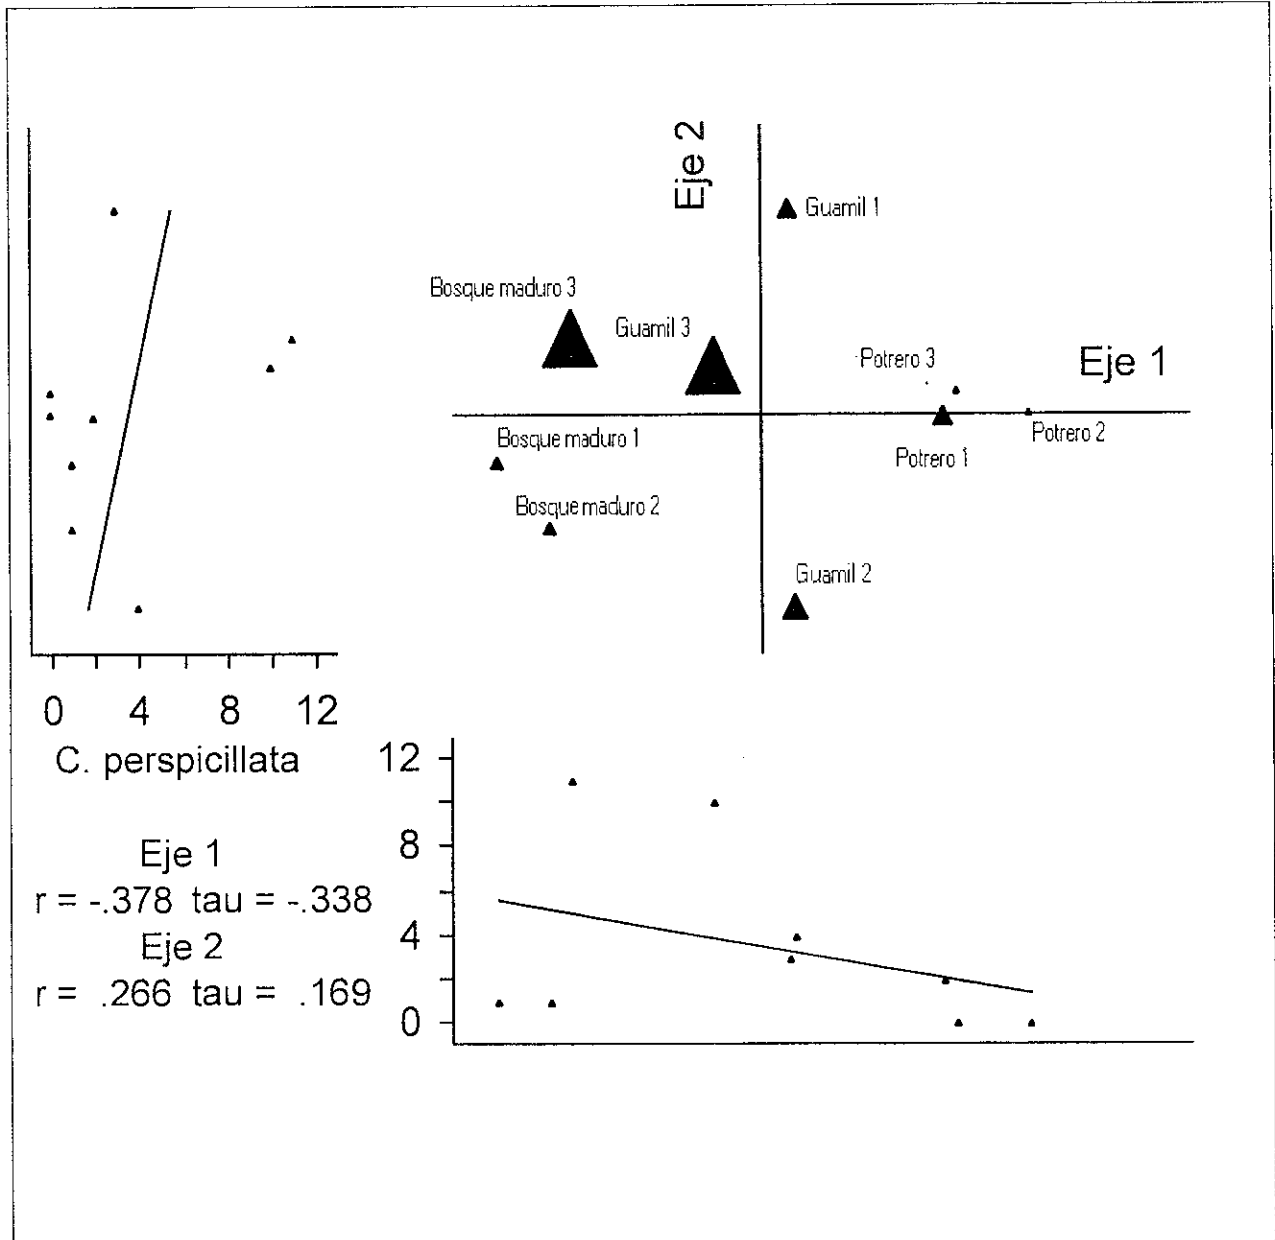 Eje 2
Guamil 1
Bosque maduro 3
Guamil 3
Potrero 3
Eje 1
Bosque maduro 1
Potrero 2
Potrero 1
Bosque maduro 2
Guamil 2
0 4 8 12
C. perspicillata
12
8
4
0
Eje 1
r = -.378 tau = -.338
Eje 2
r = .266 tau = .169